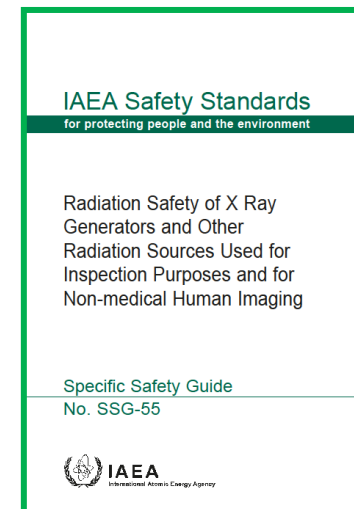 IAEA Safety Standards
for protecting people and the environment
Radiation Safety of X Ray
Generators and Other
Radiation Sources Used for
Inspection Purposes and for
Non-medical Human Imaging
Specific Safety Guide
No. SSG-55
IAEA
International Atomic Energy Agency